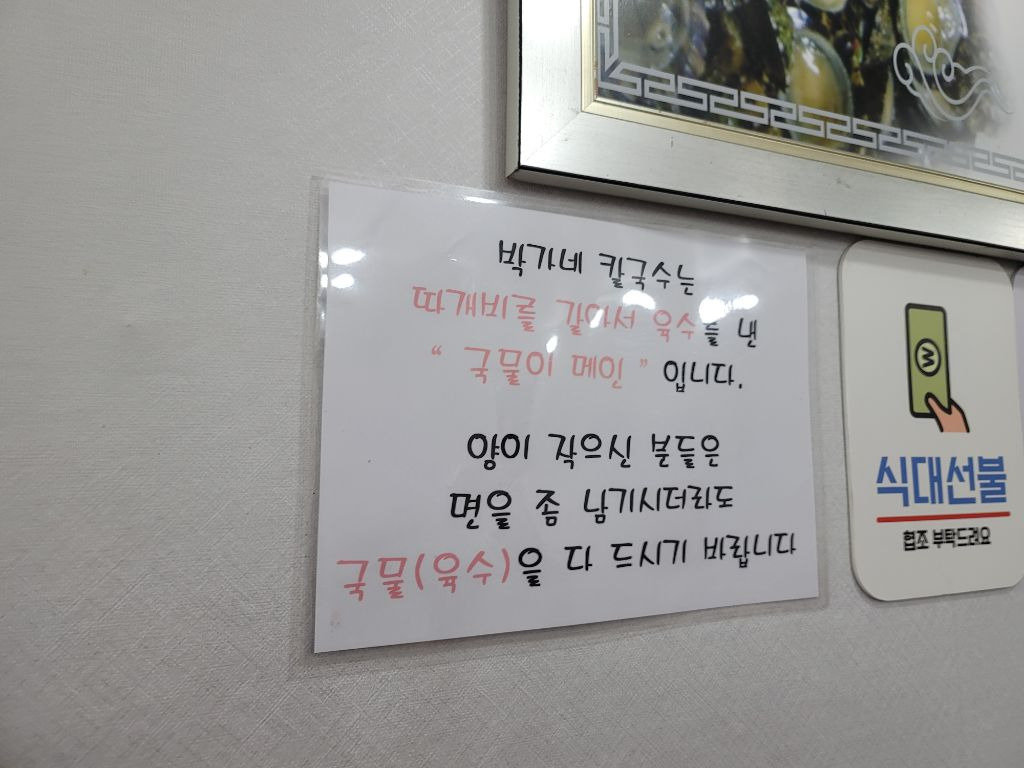 박가네 칼국수는
따개비를 갈아서 육수를 낸
“ 국물이 메인 ” 입니다.
양이 작으신 분들은
면을 좀 남기시더라도
국물(육수)을 다 드시기 바랍니다
W
식대선불
협조 부탁드려요